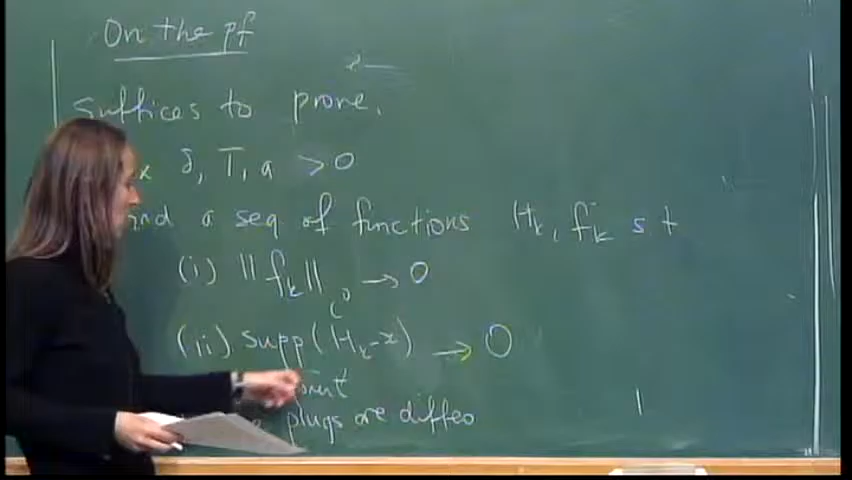 On the pf
Suffices to prove.
δ, T, a > 0
a seq of functions H_k, f_k s t
(i) ||f_k||_{C^0} → 0
(ii) supp(H_k - x) → 0
plugs are diffeo